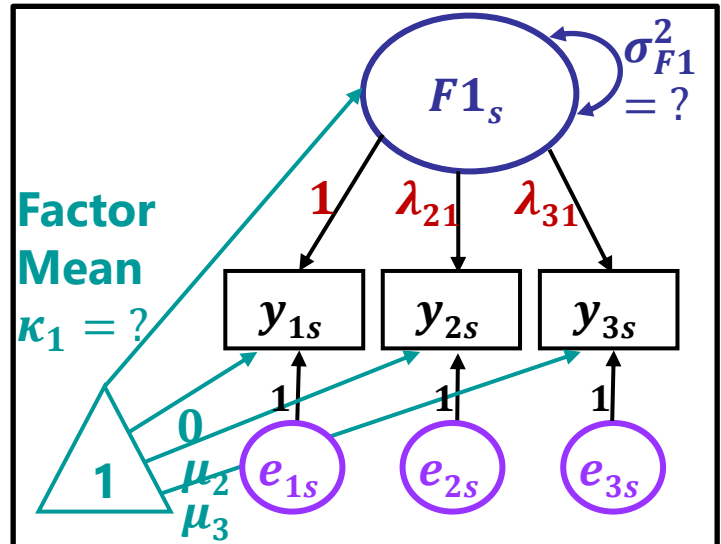 F1ₛ
σ²_F1
= ?
1 λ₂₁ λ₃₁
Factor
Mean
κ₁ = ?
y₁ₛ y₂ₛ y₃ₛ
1 1 1
0
μ₂
μ₃
1
e₁ₛ e₂ₛ e₃ₛ